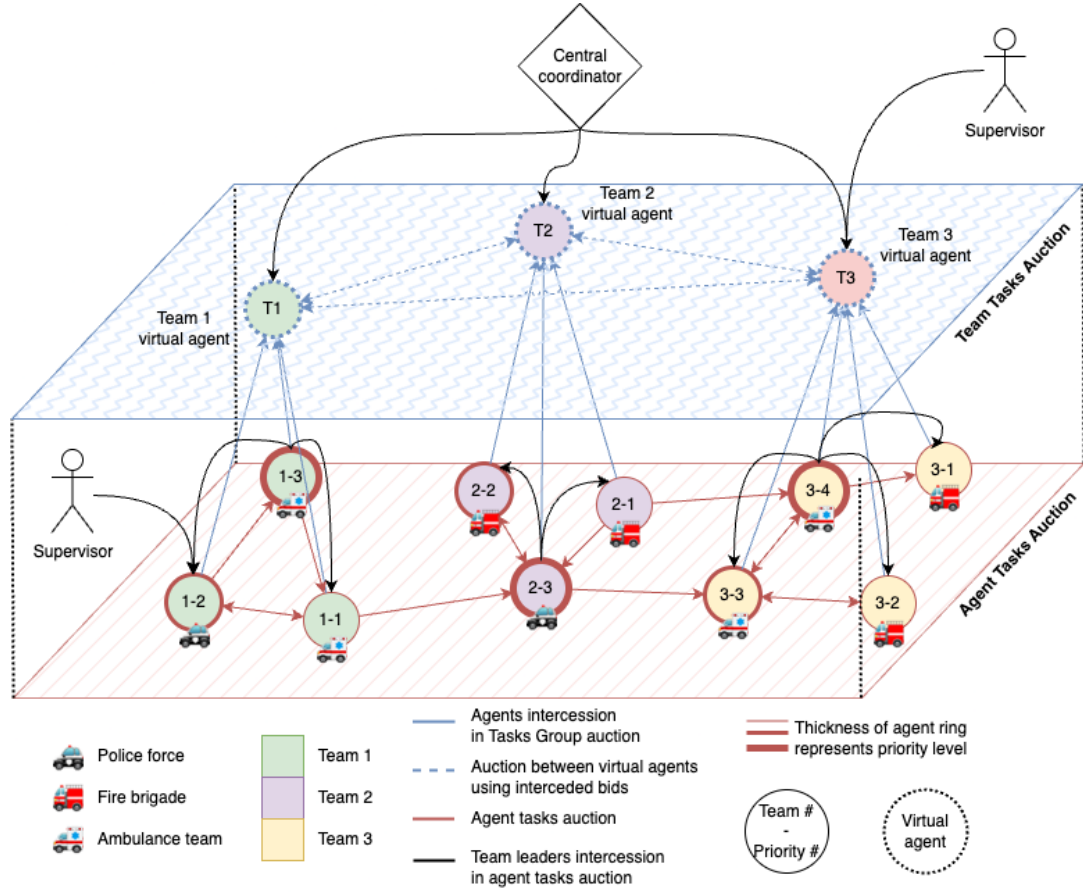 Central
coordinator
Supervisor
Team 2
virtual agent
T2
Team 3
virtual agent
T3
T1
Team 1
virtual agent
Team Tasks Auction
Supervisor
1-3
2-2
2-1
3-4
3-1
1-2
1-1
2-3
3-3
3-2
Agent Tasks Auction
Police force
Fire brigade
Ambulance team
Team 1
Team 2
Team 3
Agents intercession
in Tasks Group auction
Auction between virtual agents
using interceded bids
Agent tasks auction
Team leaders intercession
in agent tasks auction
Thickness of agent ring
represents priority level
Team #
-
Priority #
Virtual
agent